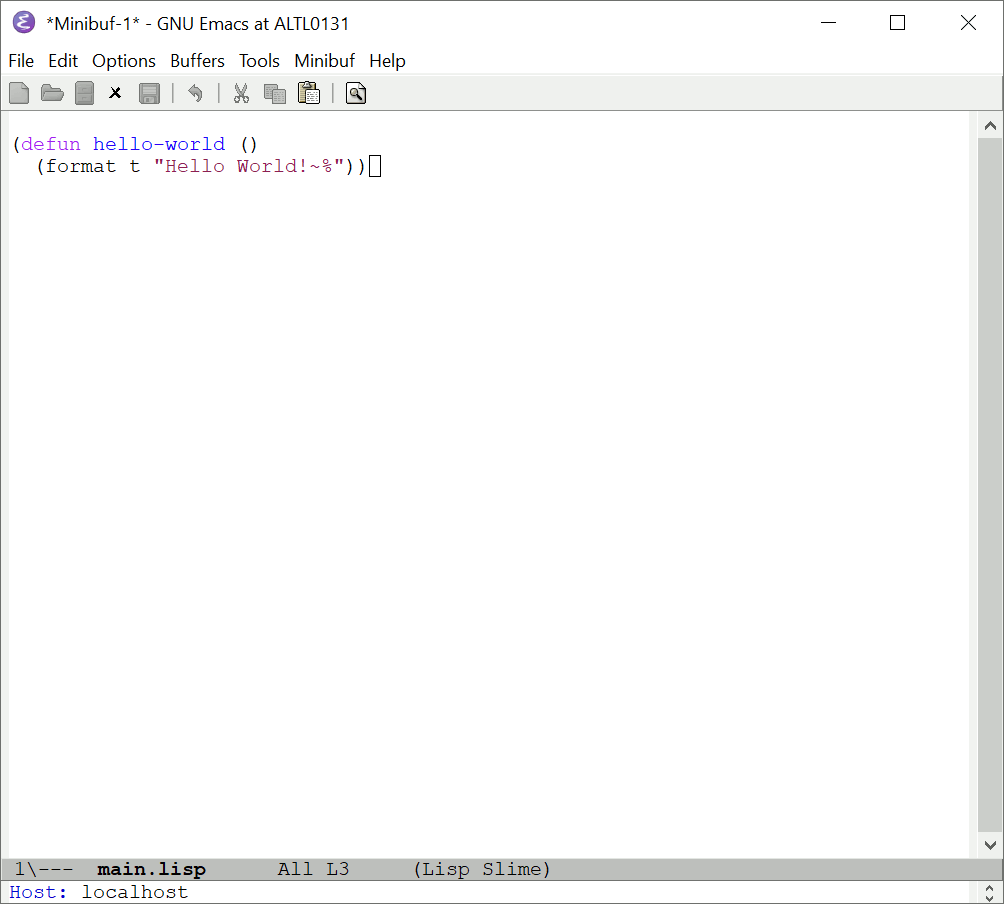 *Minibuf-1* - GNU Emacs at ALTL0131
File Edit Options Buffers Tools Minibuf Help
(defun hello-world ()
  (format t "Hello World!~%"))
1\--- main.lisp All L3 (Lisp Slime)
Host: localhost